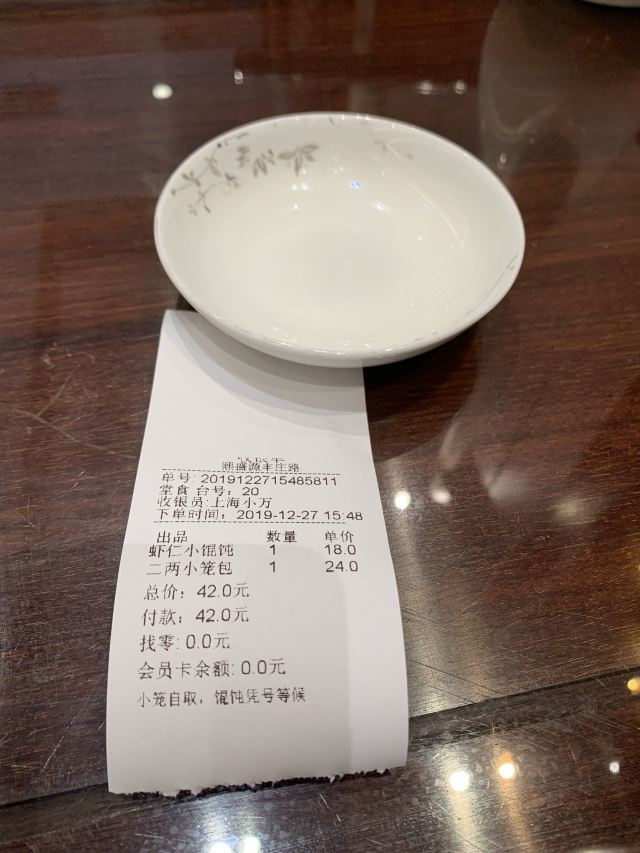 熙盛源丰庄路
单号: 2019122715485811
堂食 台号: 20
收银员:上海小万
下单时间: 2019-12-27 15:48
出品 数量 单价
虾仁小馄饨 1 18.0
二两小笼包 1 24.0
总价: 42.0元
付款: 42.0元
找零: 0.0元
会员卡余额: 0.0元
小笼自取，馄饨凭号等候